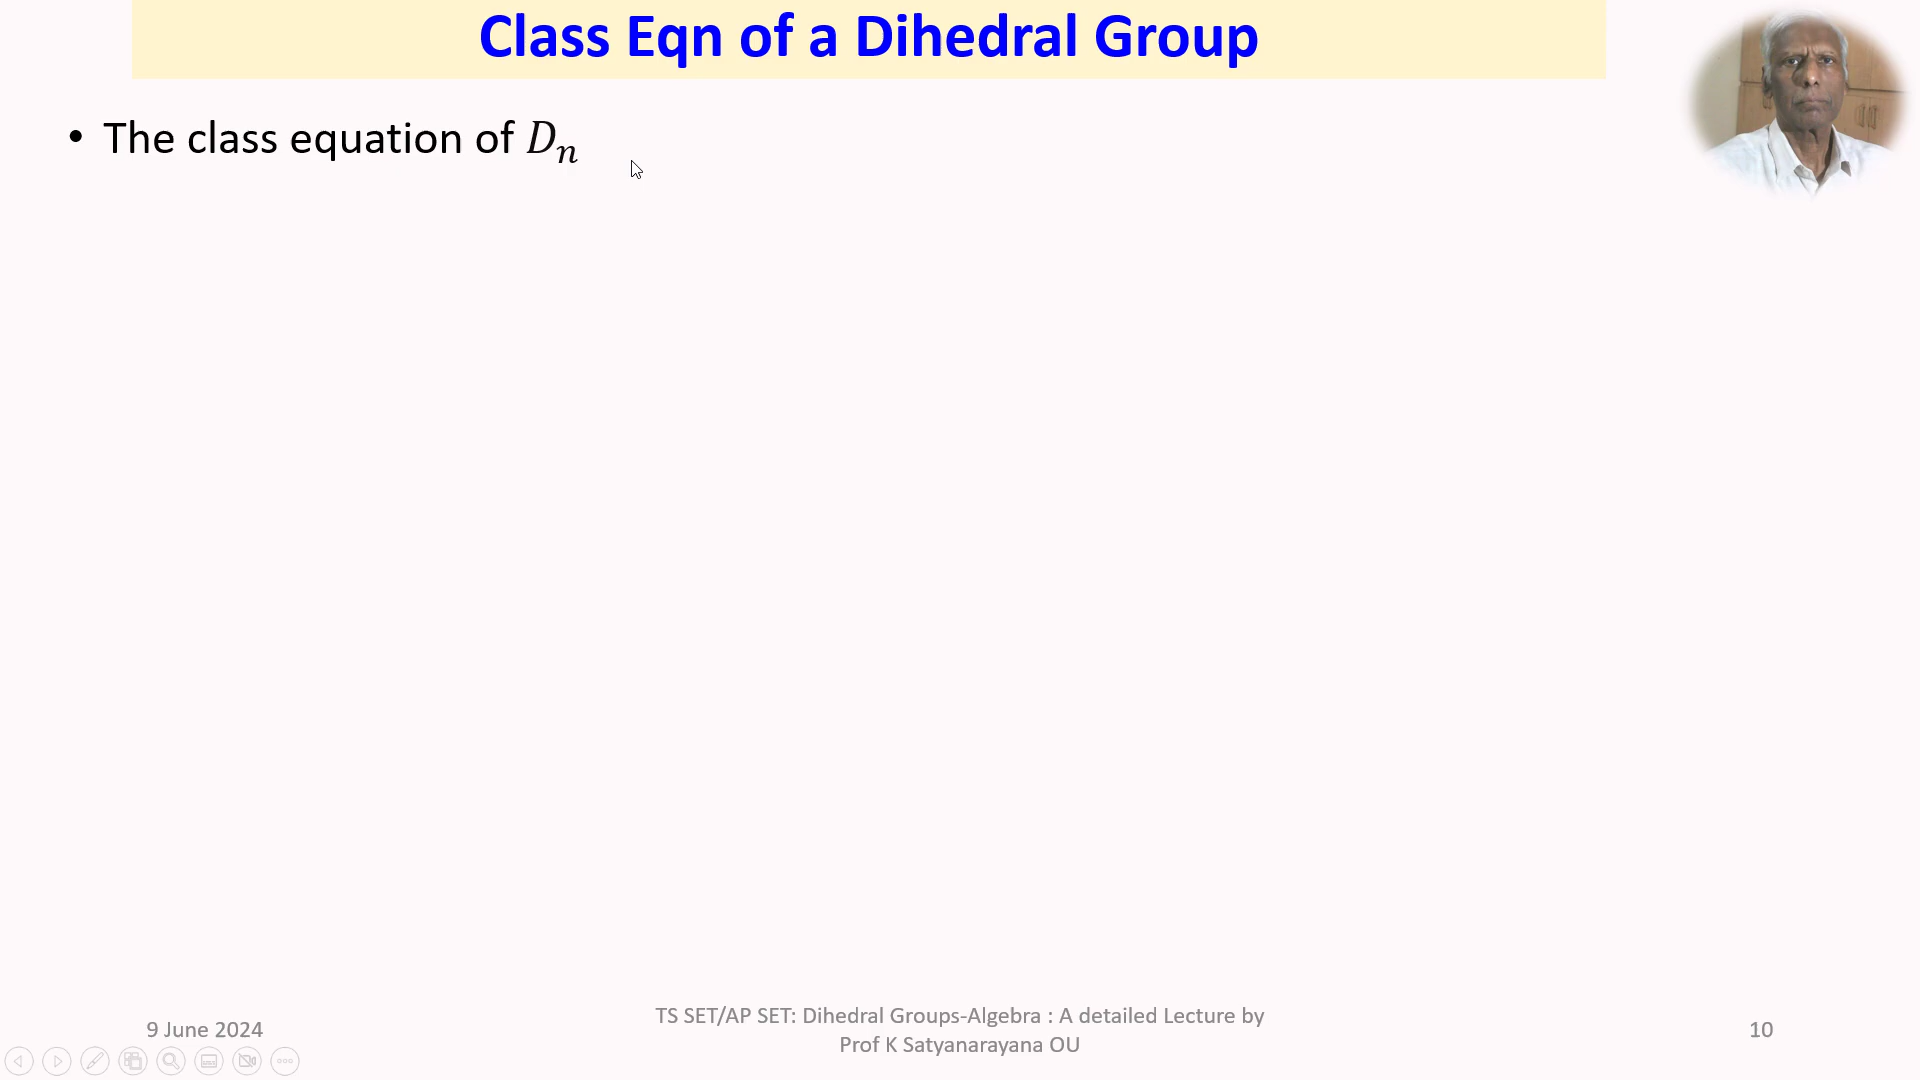 Class Eqn of a Dihedral Group
• The class equation of Dₙ
9 June 2024
TS SET/AP SET: Dihedral Groups-Algebra : A detailed Lecture by
Prof K Satyanarayana OU
10